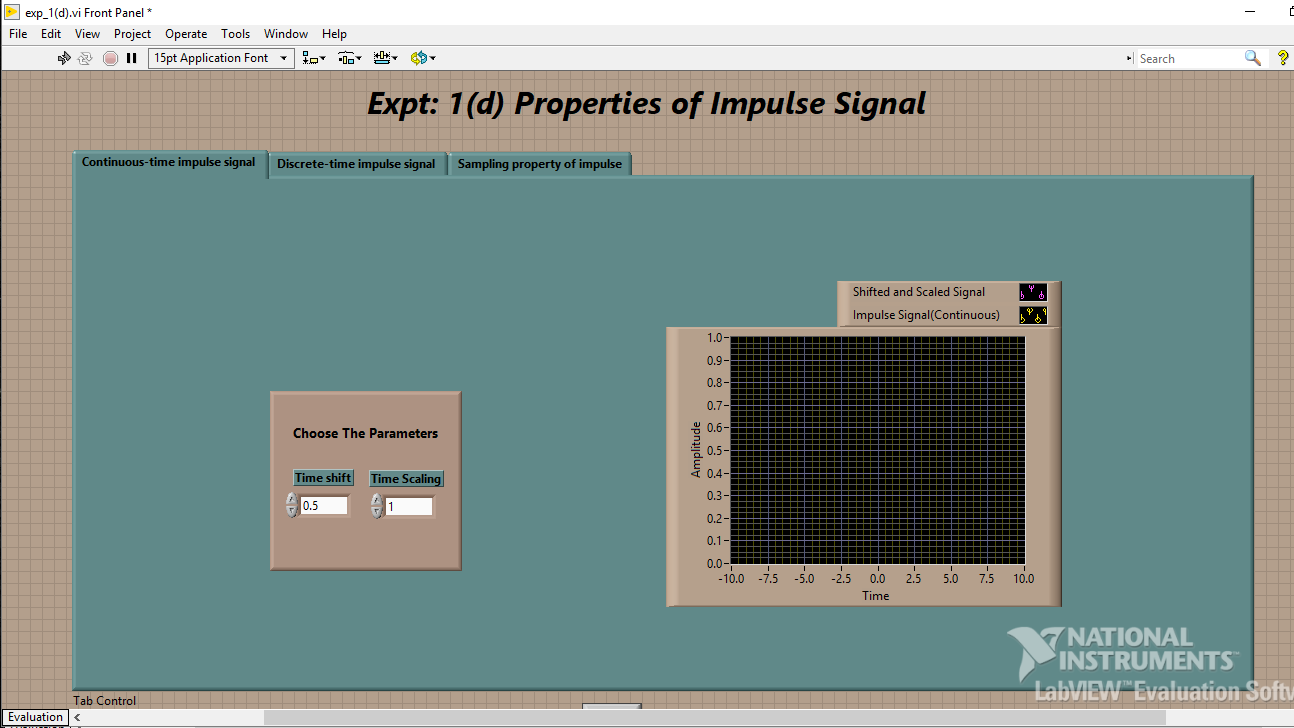 exp_1(d).vi Front Panel *
File Edit View Project Operate Tools Window Help
15pt Application Font
Search
?
Expt: 1(d) Properties of Impulse Signal
Continuous-time impulse signal
Discrete-time impulse signal
Sampling property of impulse
Shifted and Scaled Signal
Impulse Signal(Continuous)
Choose The Parameters
Time shift
Time Scaling
0.5
1
Amplitude
1.0
0.9
0.8
0.7
0.6
0.5
0.4
0.3
0.2
0.1
0.0
-10.0 -7.5 -5.0 -2.5 0.0 2.5 5.0 7.5 10.0
Time
NATIONAL
INSTRUMENTS™
LabVIEW™ Evaluation Softw
Tab Control
Evaluation